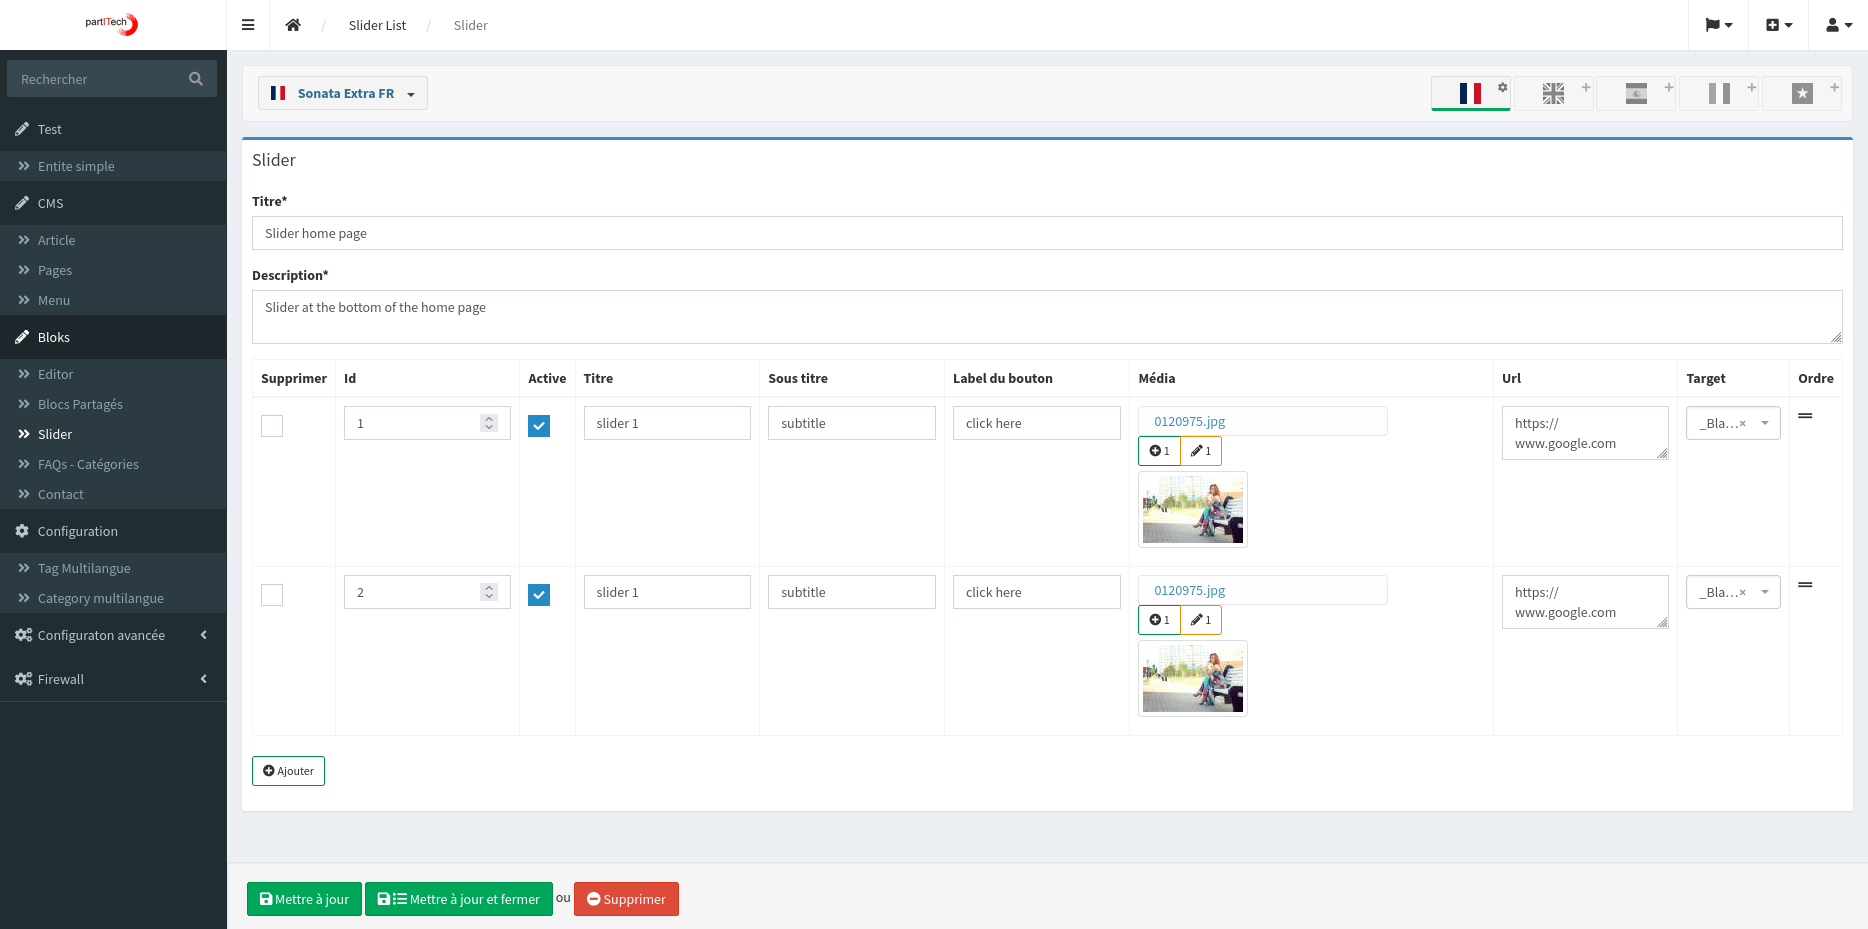 partITech
Slider List / Slider
Rechercher
Test
Entite simple
CMS
Article
Pages
Menu
Bloks
Editor
Blocs Partagés
Slider
FAQs - Catégories
Contact
Configuration
Tag Multilangue
Category multilangue
Configuraton avancée
Firewall
Sonata Extra FR
Slider
Titre*
Slider home page
Description*
Slider at the bottom of the home page
Supprimer Id Active Titre Sous titre Label du bouton Média Url Target Ordre
1 slider 1 subtitle click here 0120975.jpg https:// _Bla...×
www.google.com
1 1
2 slider 1 subtitle click here 0120975.jpg https:// _Bla...×
www.google.com
1 1
Ajouter
Mettre à jour Mettre à jour et fermer ou Supprimer